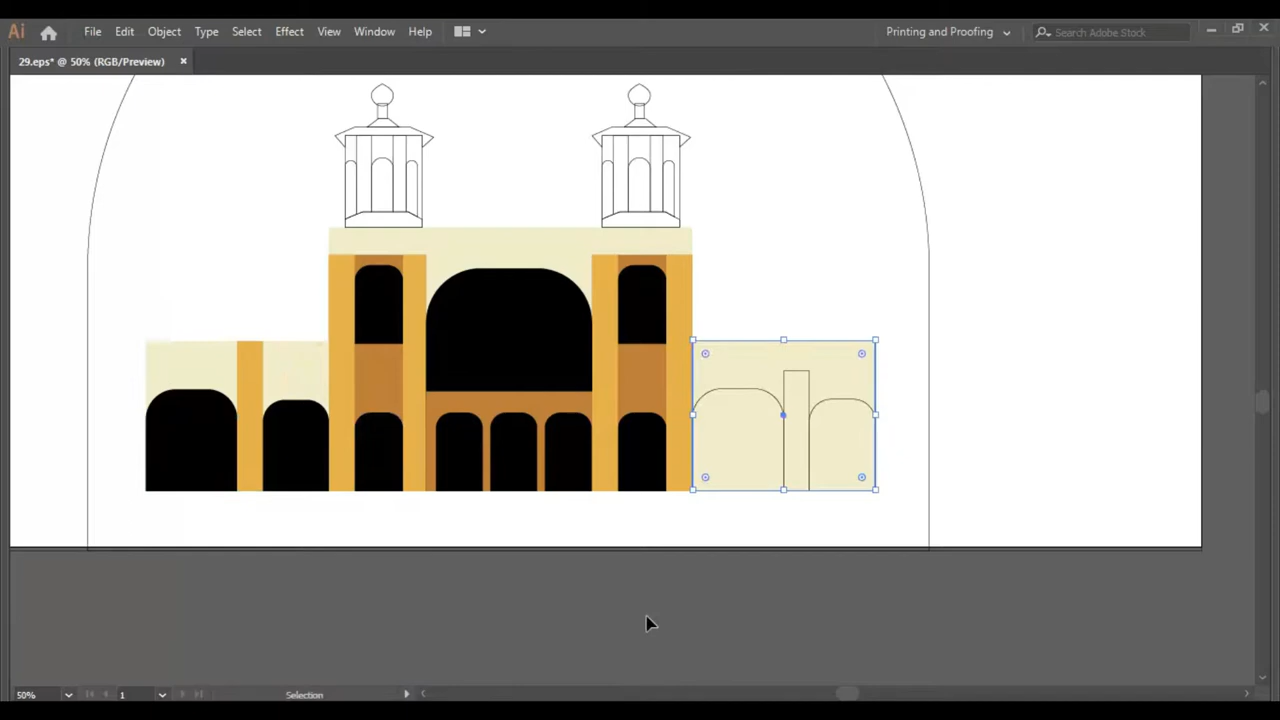 Ai File Edit Object Type Select Effect View Window Help Printing and Proofing Search Adobe Stock
29.eps* @ 50% (RGB/Preview) ×
50% 1 Selection